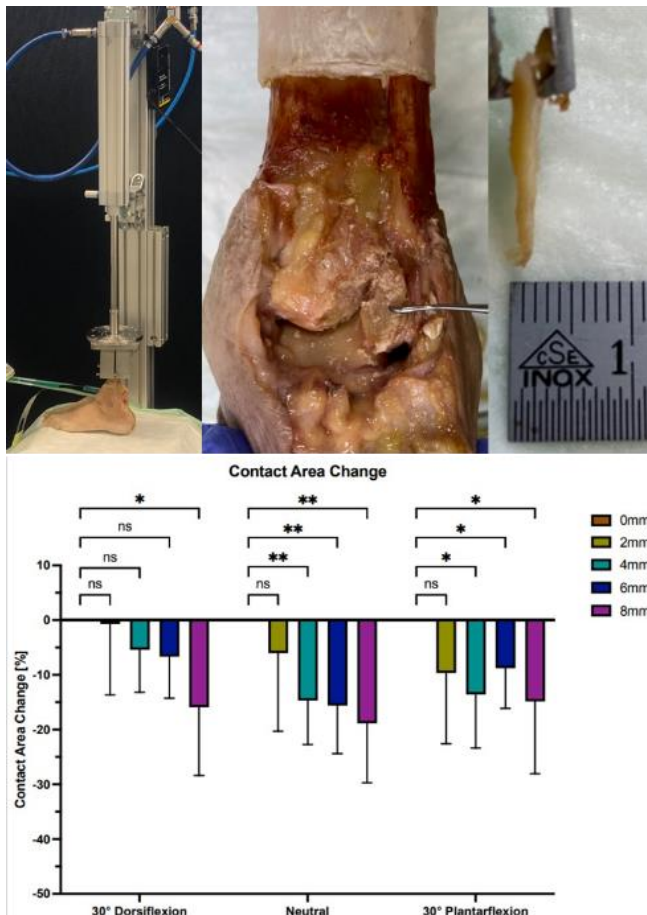 CSE
INOX
1
Contact Area Change
* ** *
ns ** *
ns ** *
ns ns ns
0mm
2mm
4mm
6mm
8mm
10
0
-10
-20
-30
-40
-50
Contact Area Change [%]
30° Dorsiflexion Neutral 30° Plantarflexion